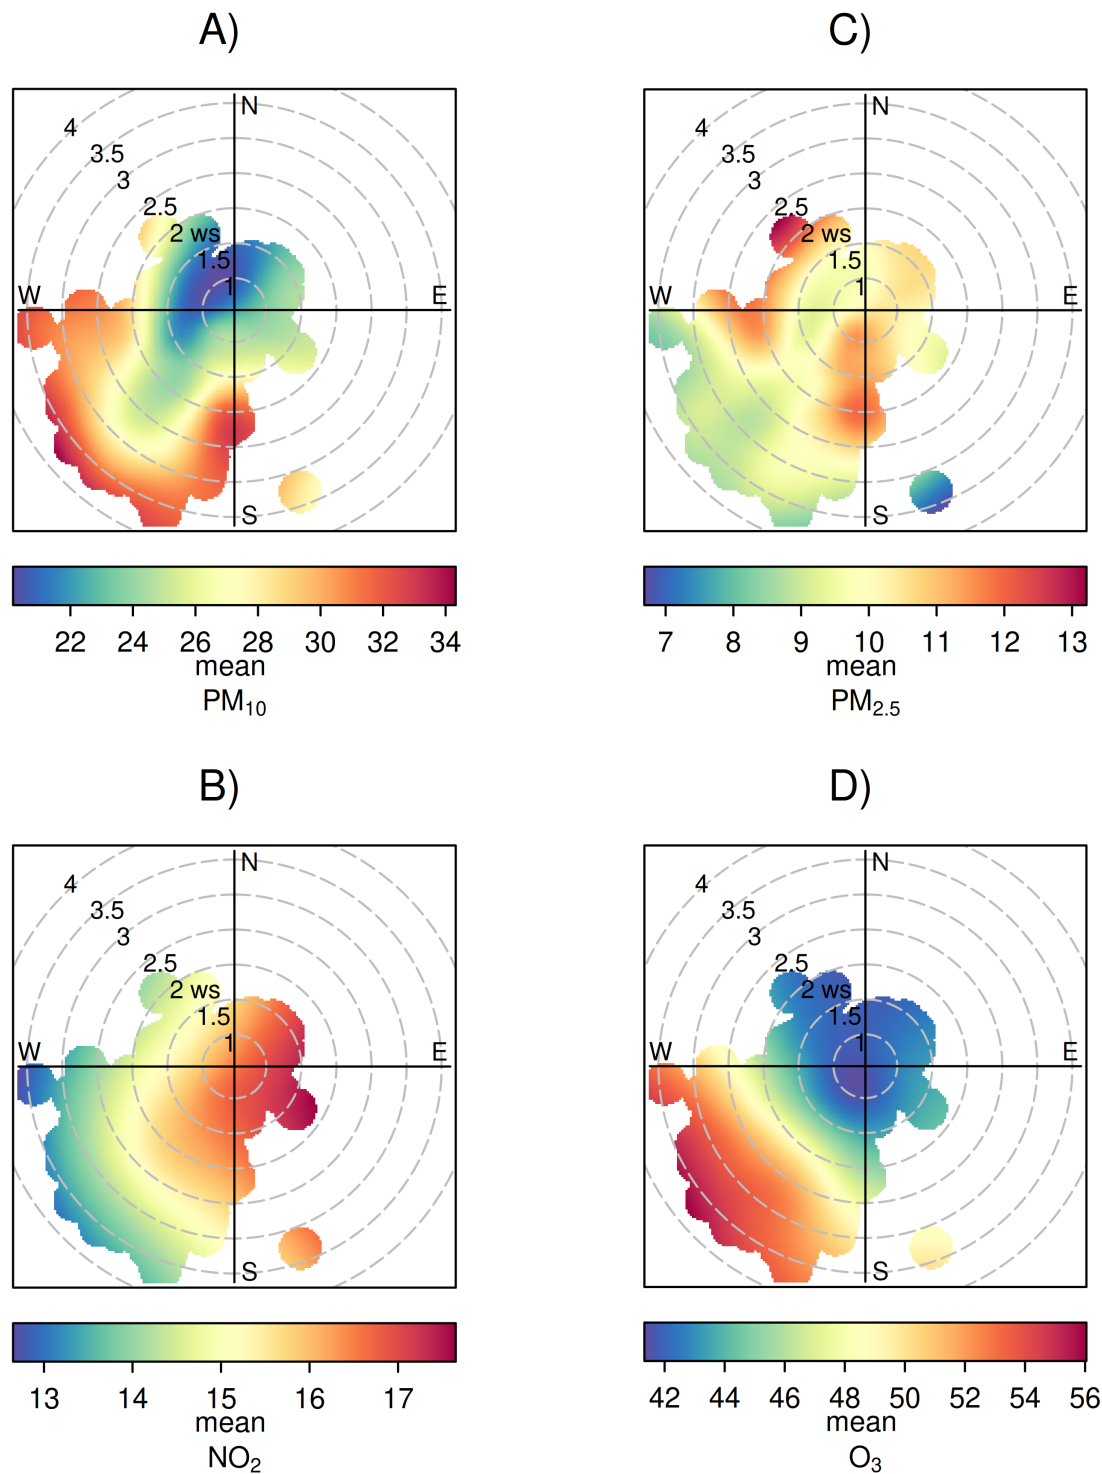 A)
N
4
3.5
3
2.5
2 ws
1.5
1
W
E
S
22 24 26 28 30 32 34
mean
PM₁₀
C)
N
4
3.5
3
2.5
2 ws
1.5
1
W
E
S
7 8 9 10 11 12 13
mean
PM₂.₅
B)
N
4
3.5
3
2.5
2 ws
1.5
1
W
E
S
13 14 15 16 17
mean
NO₂
D)
N
4
3.5
3
2.5
2 ws
1.5
1
W
E
S
42 44 46 48 50 52 54 56
mean
O₃